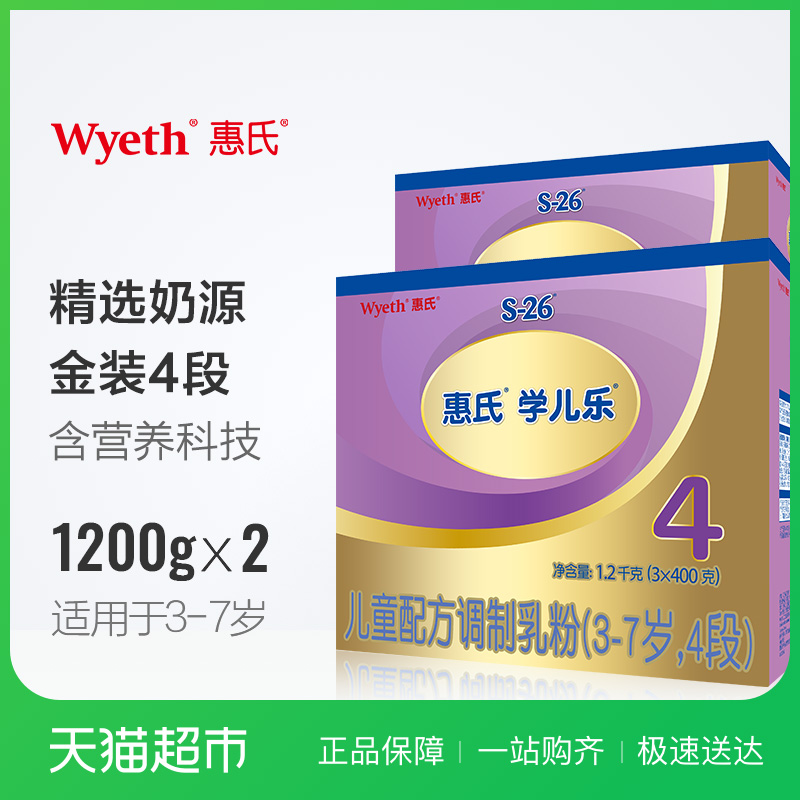 Wyeth® 惠氏®
精选奶源
金装4段
含营养科技
1200g×2
适用于3-7岁
Wyeth® 惠氏®
S-26®
Wyeth® 惠氏®
S-26®
惠氏® 学儿乐®
4
净含量: 1.2千克 (3×400克)
儿童配方调制乳粉(3-7岁,4段)
天猫超市 正品保障 | 一站购齐 | 极速送达